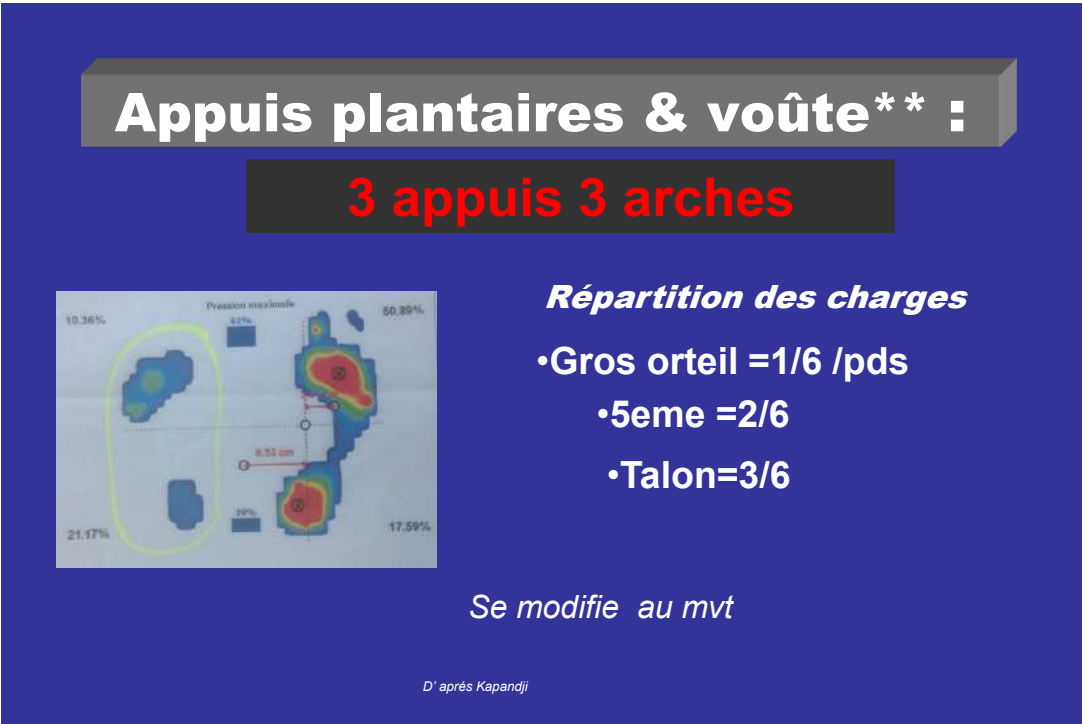 Appuis plantaires & voûte** :
3 appuis 3 arches
Pression maximale
10.36%
50.89%
6.53 cm
21.17%
17.59%
Répartition des charges
•Gros orteil =1/6 /pds
•5eme =2/6
•Talon=3/6
Se modifie au mvt
D' aprés Kapandji